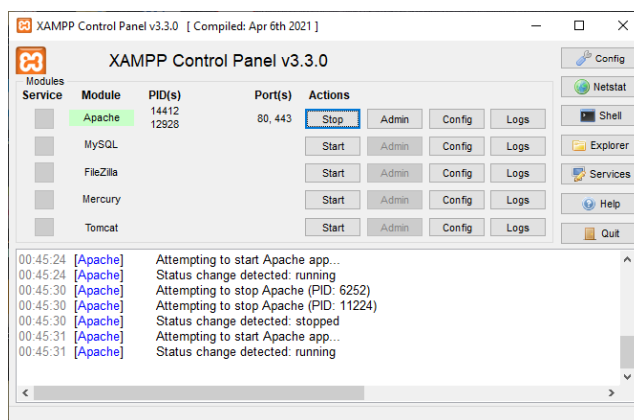 XAMPP Control Panel v3.3.0 [ Compiled: Apr 6th 2021 ]
XAMPP Control Panel v3.3.0
Config
Modules
Service Module PID(s) Port(s) Actions
Netstat
Apache 14412 12928 80, 443 Stop Admin Config Logs
Shell
MySQL Start Admin Config Logs
Explorer
FileZilla Start Admin Config Logs
Services
Mercury Start Admin Config Logs
Help
Tomcat Start Admin Config Logs
Quit
00:45:24 [Apache] Attempting to start Apache app...
00:45:24 [Apache] Status change detected: running
00:45:30 [Apache] Attempting to stop Apache (PID: 6252)
00:45:30 [Apache] Attempting to stop Apache (PID: 11224)
00:45:30 [Apache] Status change detected: stopped
00:45:31 [Apache] Attempting to start Apache app...
00:45:31 [Apache] Status change detected: running